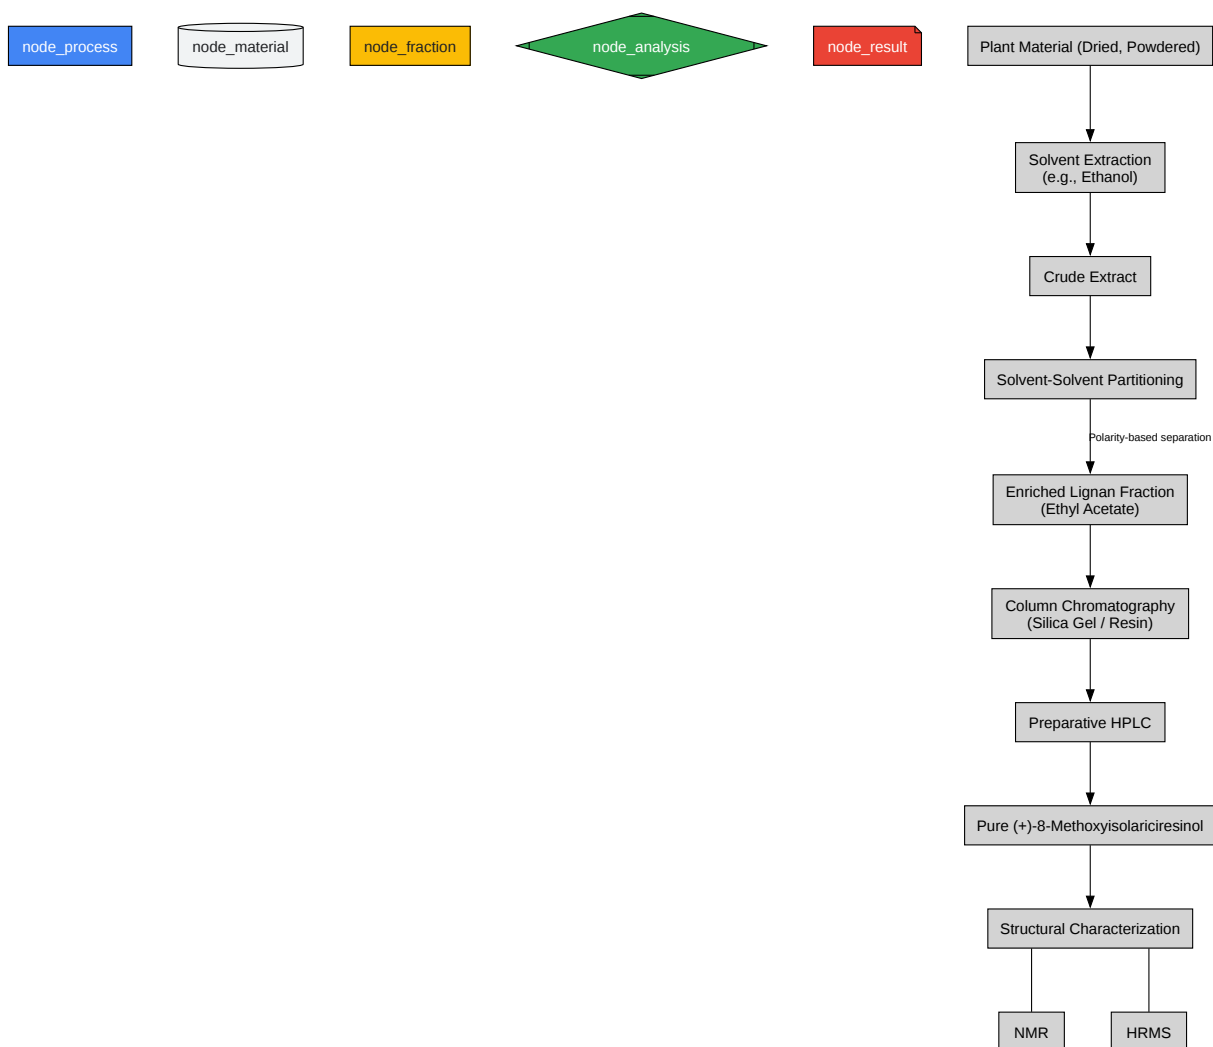 node_process
node_material
node_fraction
node_analysis
node_result
Plant Material (Dried, Powdered)
Solvent Extraction
(e.g., Ethanol)
Crude Extract
Solvent-Solvent Partitioning
Polarity-based separation
Enriched Lignan Fraction
(Ethyl Acetate)
Column Chromatography
(Silica Gel / Resin)
Preparative HPLC
Pure (+)-8-Methoxyisolariciresinol
Structural Characterization
NMR
HRMS